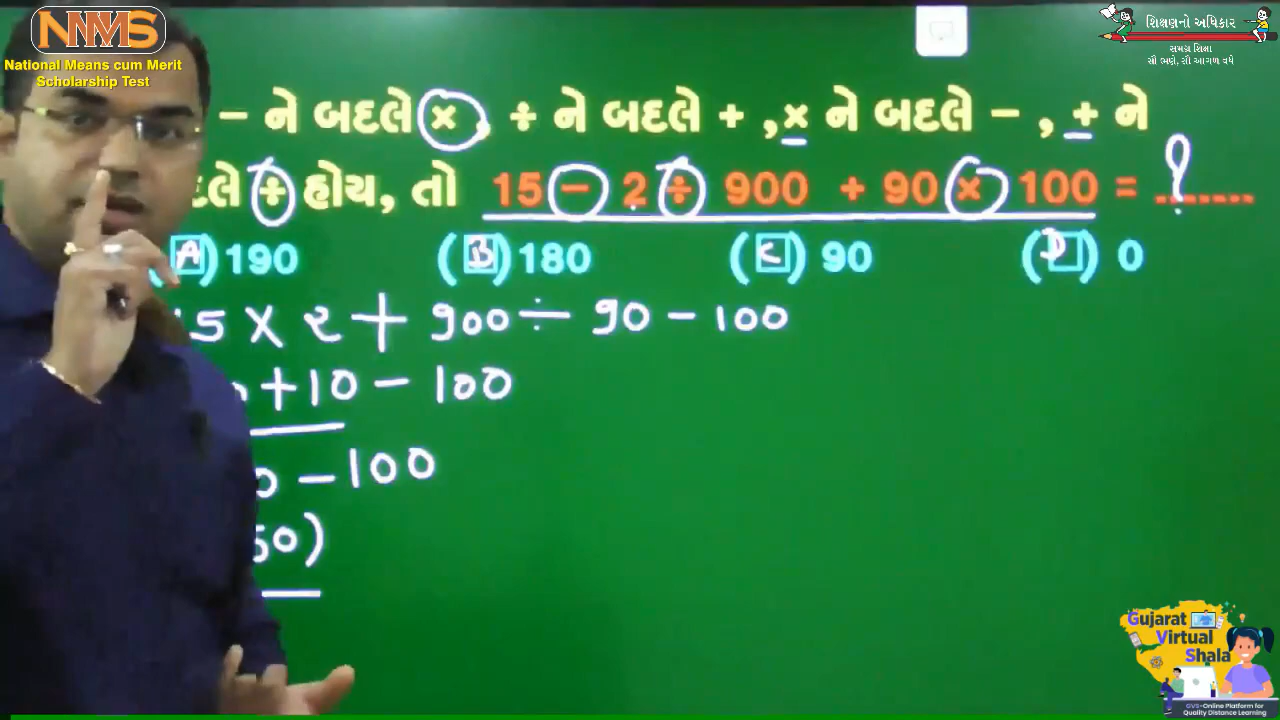 NMMS
National Means cum Merit
Scholarship Test
શિક્ષણનો અધિકાર
સમગ્ર શિક્ષા
સૌ ભણે, સૌ આગળ વધે
− ને બદલે × , ÷ ને બદલે + , × ને બદલે − , + ને
÷ હોય, તો 15 − 2 ÷ 900 + 90 × 100 = ........ ?
(A) 190 (B) 180 (C) 90 (D) 0
× ૨ + 900 ÷ 90 − 100
+ 10 − 100
− 100
Gujarat
Virtual
Shala
GVS-Online Platform for
Quality Distance Learning